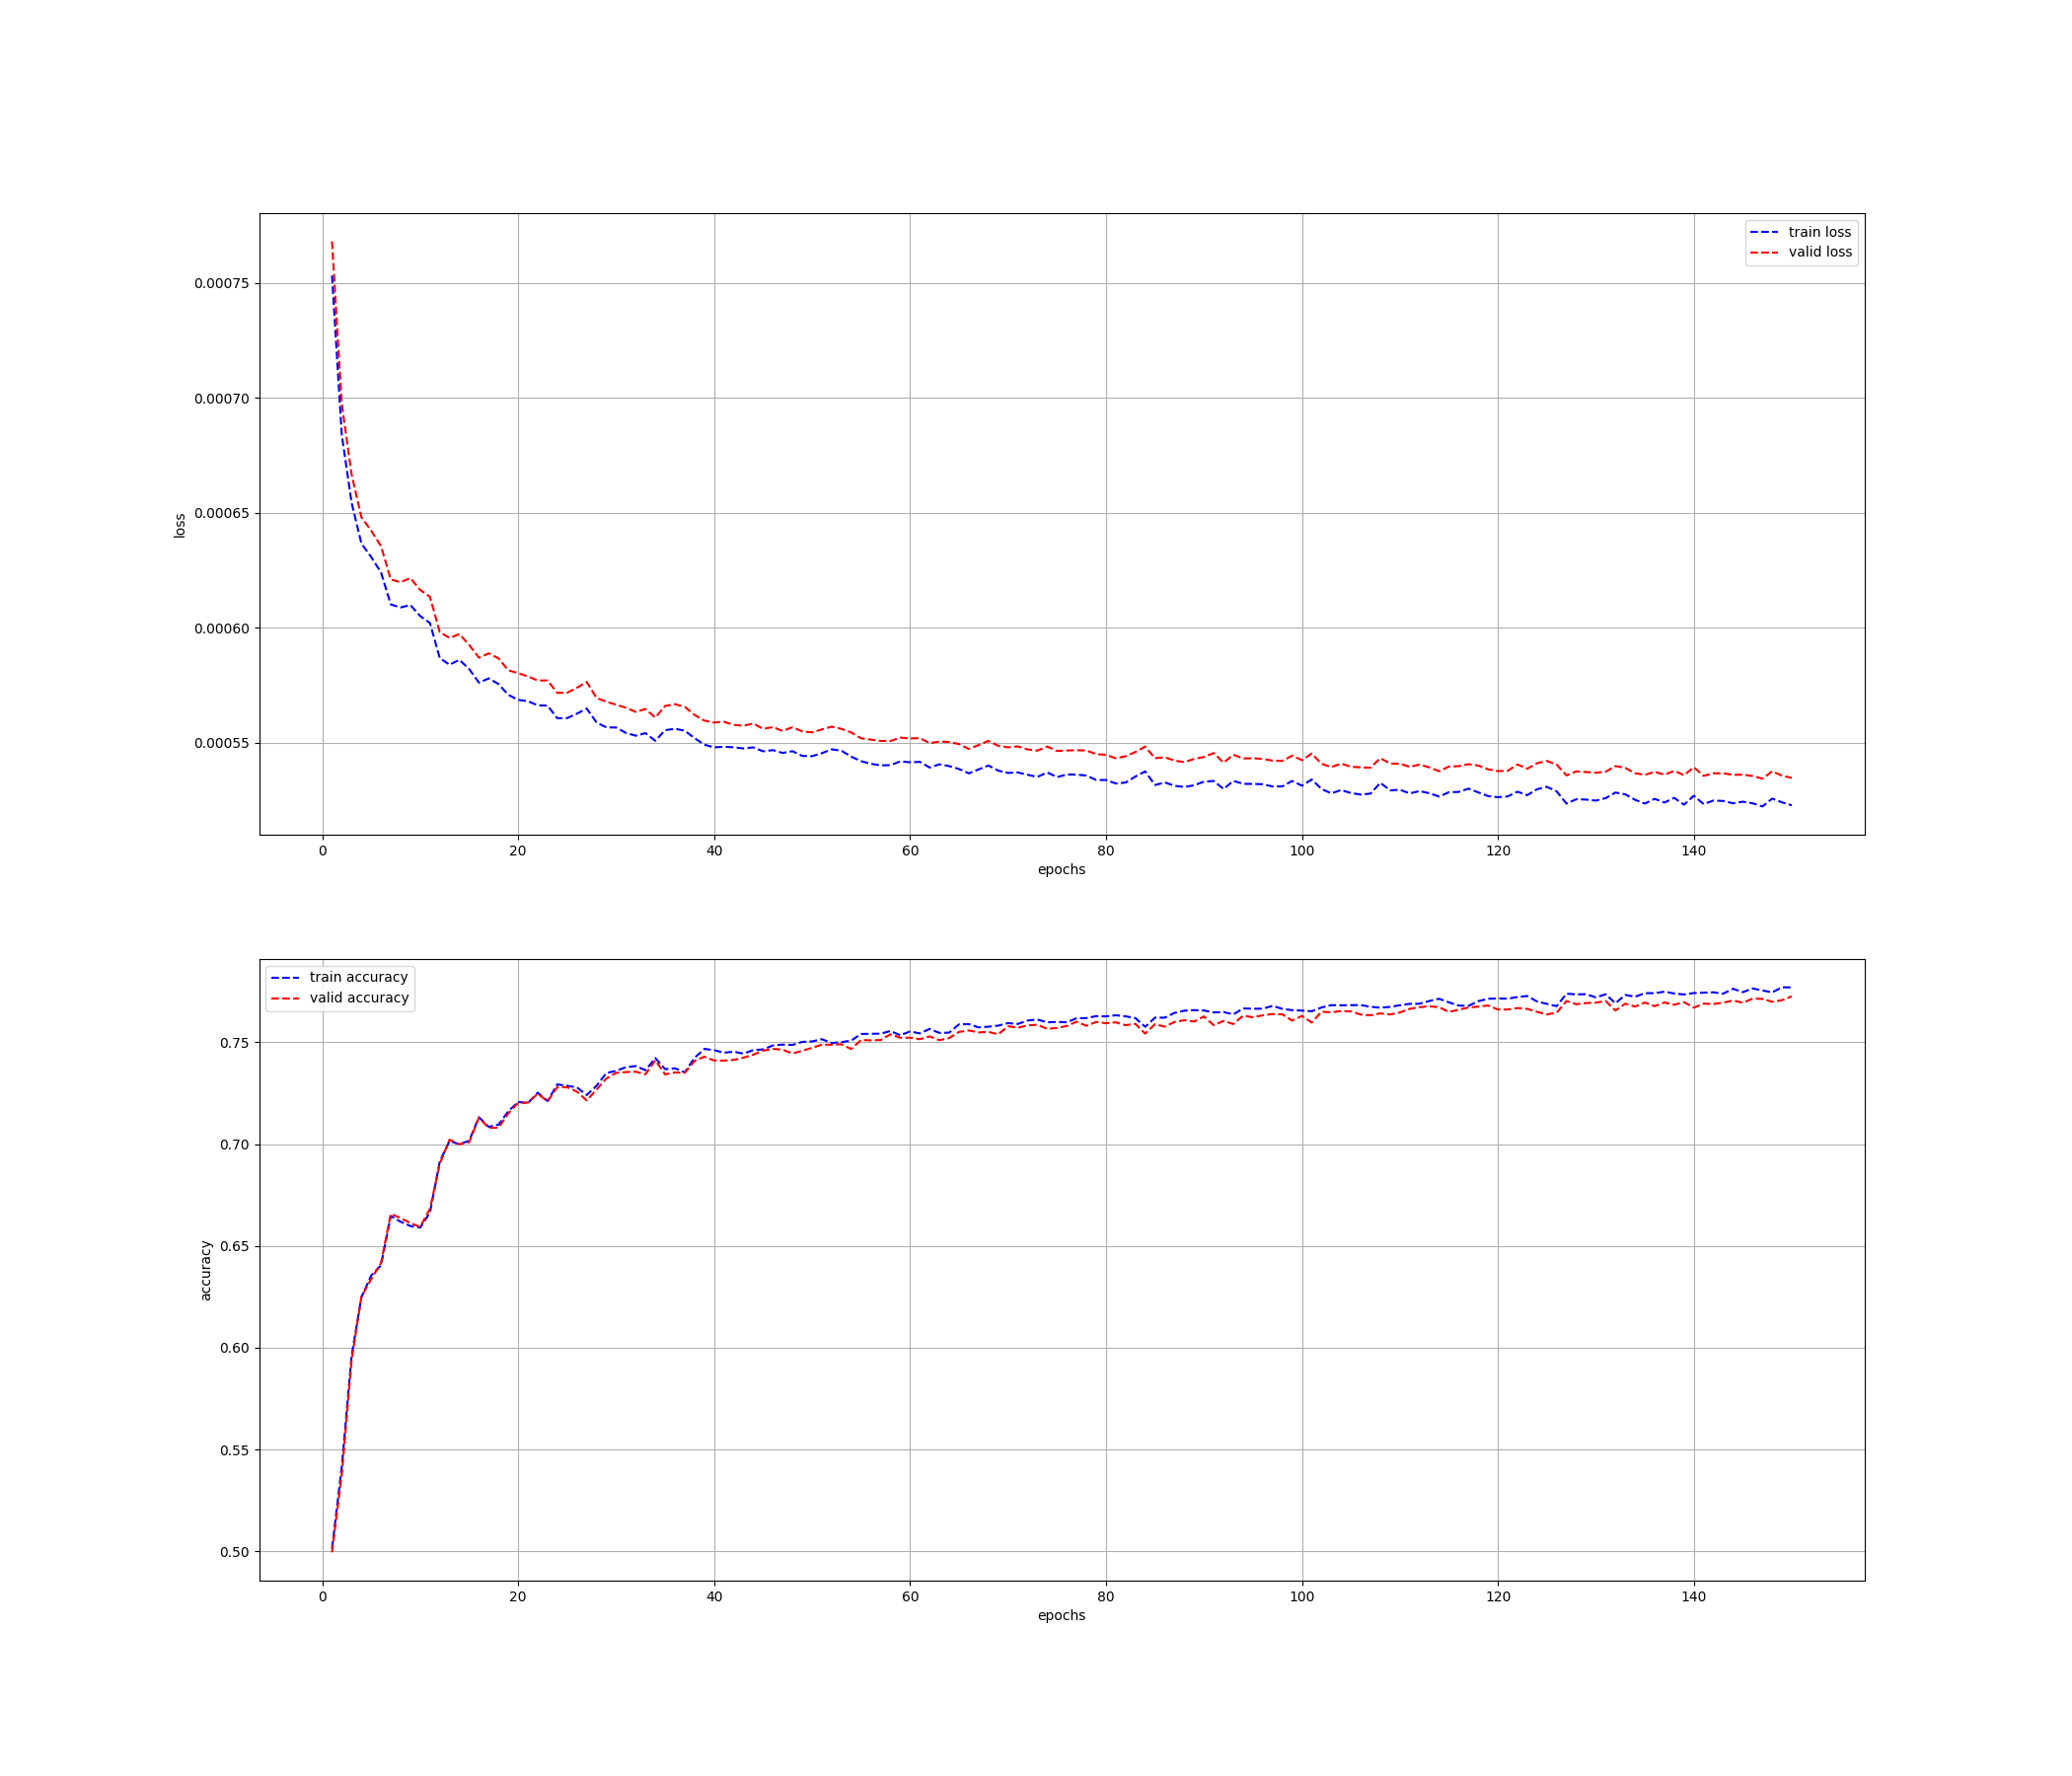 train loss
valid loss
0.00075
0.00070
0.00065
0.00060
0.00055
loss
0 20 40 60 80 100 120 140
epochs
train accuracy
valid accuracy
0.75
0.70
0.65
0.60
0.55
0.50
accuracy
0 20 40 60 80 100 120 140
epochs